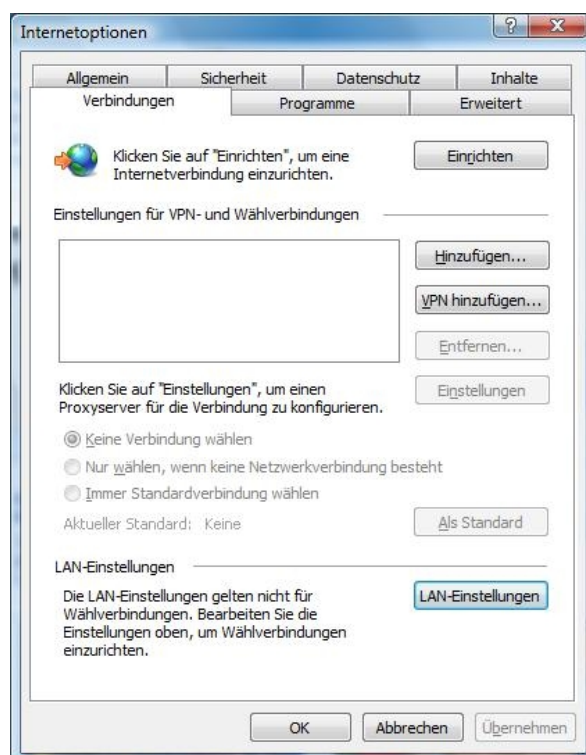 Internetoptionen
Allgemein
Sicherheit
Datenschutz
Inhalte
Verbindungen
Programme
Erweitert
Klicken Sie auf "Einrichten", um eine
Internetverbindung einzurichten.
Einrichten
Einstellungen für VPN- und Wählverbindungen
Hinzufügen...
VPN hinzufügen...
Entfernen...
Klicken Sie auf "Einstellungen", um einen
Proxyserver für die Verbindung zu konfigurieren.
Einstellungen
Keine Verbindung wählen
Nur wählen, wenn keine Netzwerkverbindung besteht
Immer Standardverbindung wählen
Aktueller Standard: Keine
Als Standard
LAN-Einstellungen
Die LAN-Einstellungen gelten nicht für
Wählverbindungen. Bearbeiten Sie die
Einstellungen oben, um Wählverbindungen
einzurichten.
LAN-Einstellungen
OK
Abbrechen
Übernehmen